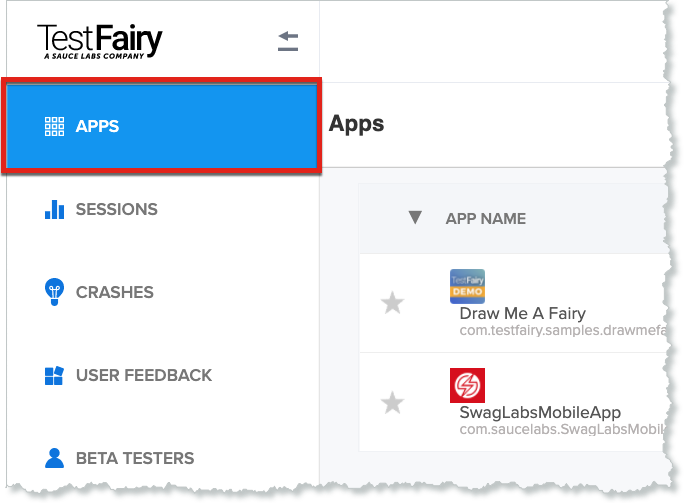 TestFairy
A SAUCE LABS COMPANY
APPS
SESSIONS
CRASHES
USER FEEDBACK
BETA TESTERS
Apps
APP NAME
TestFairy
DEMO
Draw Me A Fairy
com.testfairy.samples.drawmefa
SwagLabsMobileApp
com.saucelabs.SwagLabsMobil